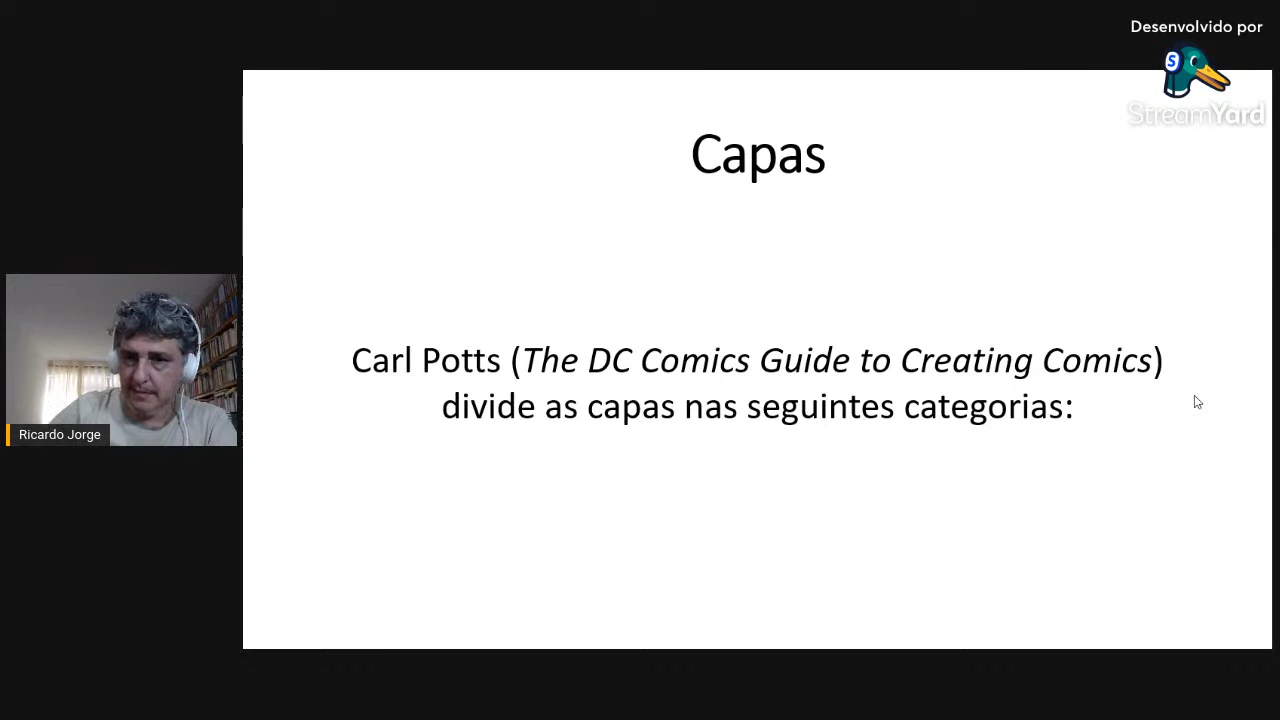 Desenvolvido por
S
StreamYard
Capas
Carl Potts (The DC Comics Guide to Creating Comics)
divide as capas nas seguintes categorias:
Ricardo Jorge